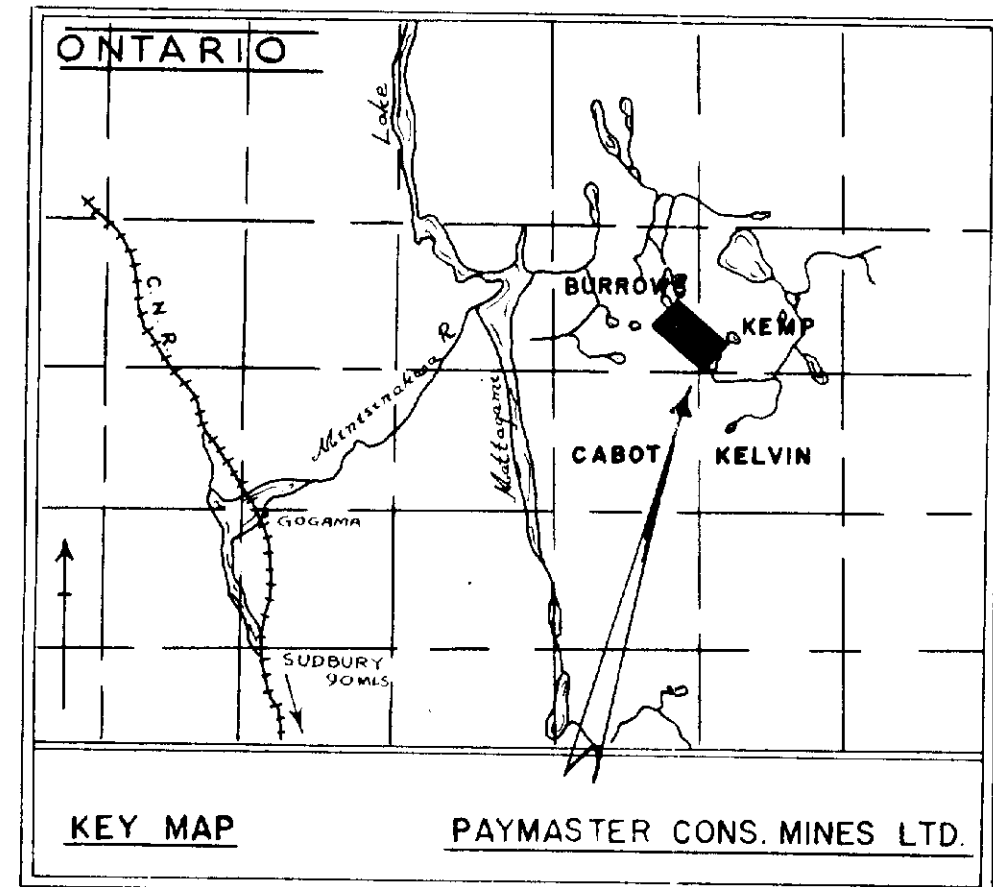 ONTARIO
Lake
C. N. R.
BURROWS
KEMP
Minisinakwa R
Mattagami
CABOT
KELVIN
GOGAMA
SUDBURY
90 MLS
KEY MAP
PAYMASTER CONS. MINES LTD.